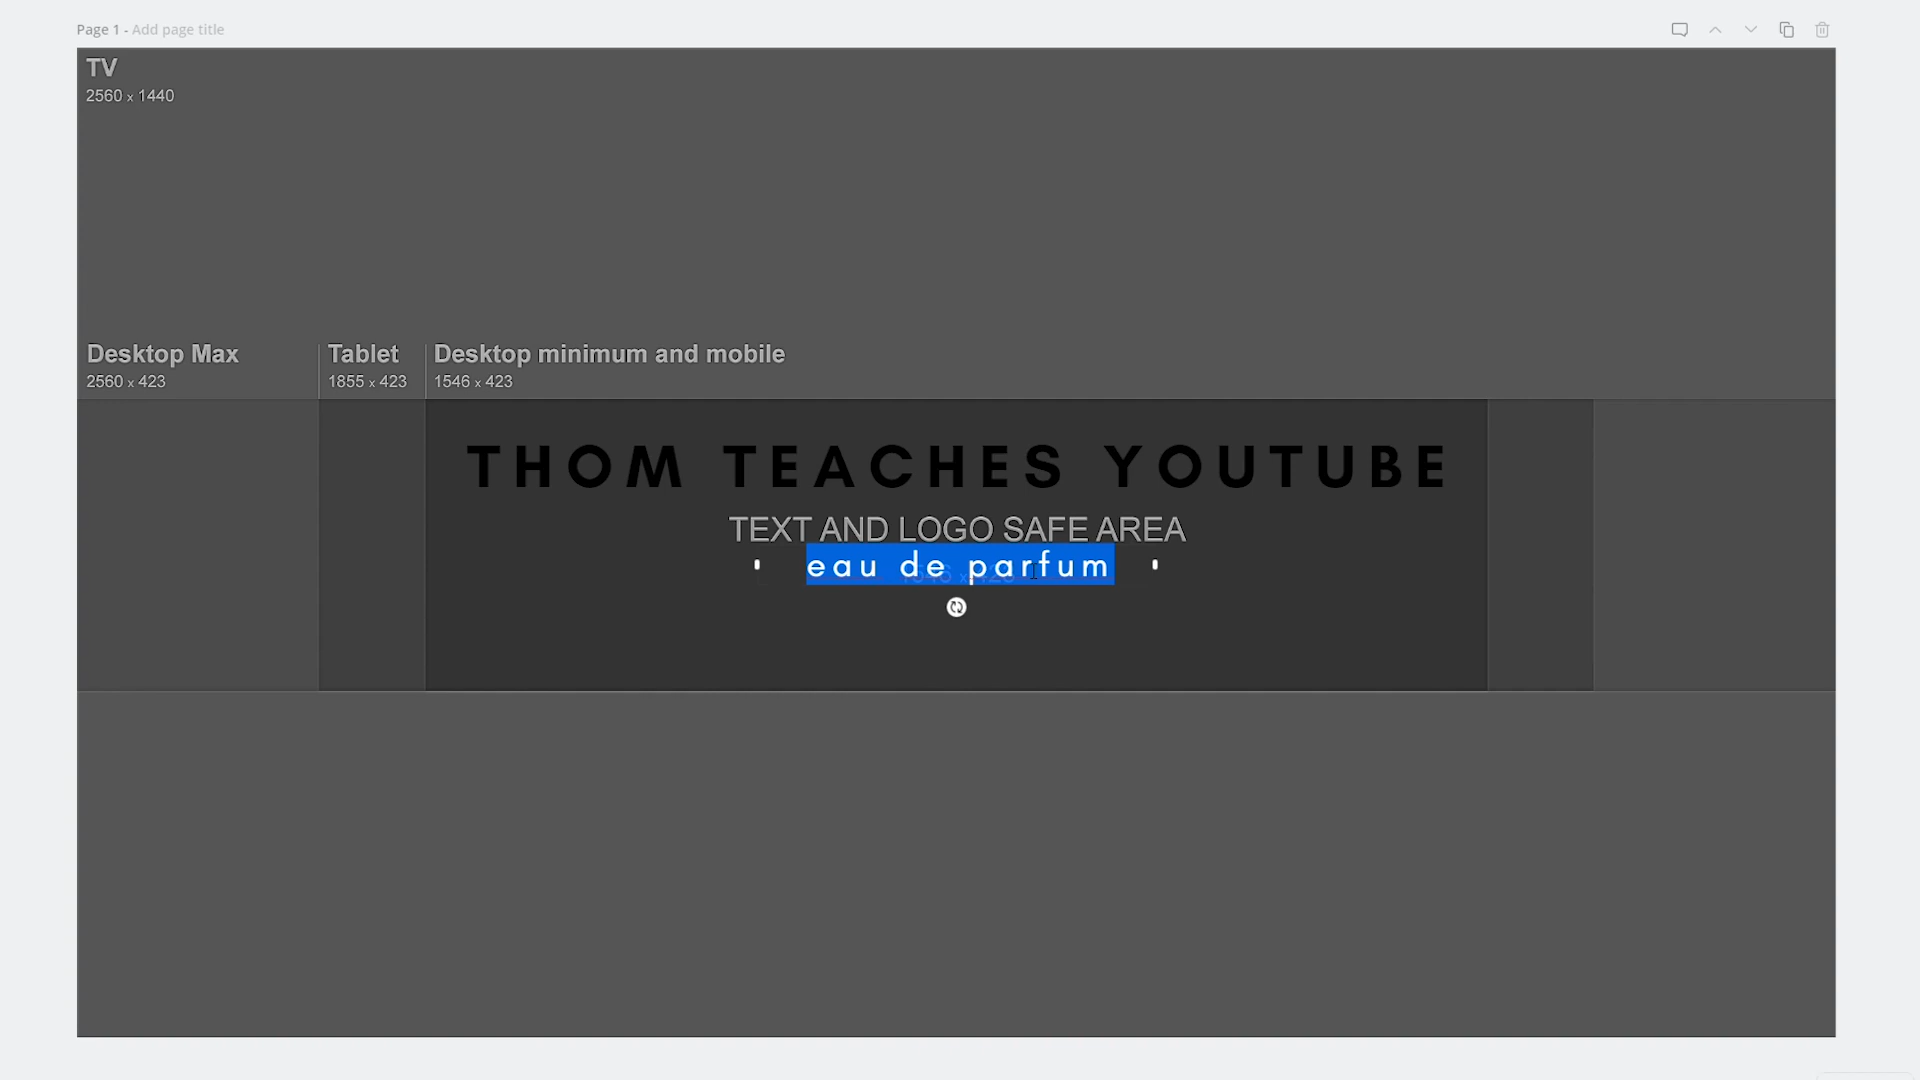 Page 1 - Add page title
TV
2560 x 1440
Desktop Max
2560 x 423
Tablet
1855 x 423
Desktop minimum and mobile
1546 x 423
THOM TEACHES YOUTUBE
TEXT AND LOGO SAFE AREA
eau de parfum